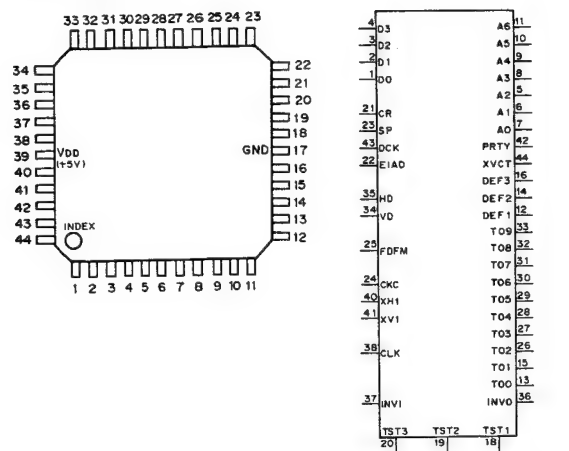 33 32 31 30 29 28 27 26 25 24 23
34 22
35 21
36 20
37 19
38 18
39 VDD GND 17
(+5V)
40 16
41 15
42 14
43 INDEX 13
44 12
1 2 3 4 5 6 7 8 9 10 11
4 D3 A6 11
3 D2 A5 10
2 D1 A4 9
1 D0 A3 8
A2 5
21 CR A1 6
23 SP A0 7
43 DCK PRTY 42
22 EIAD XVCT 44
DEF3 16
35 HD DEF2 14
34 VD DEF1 12
TO9 33
25 FDFM TO8 32
TO7 31
24 CKC TO6 30
40 XH1 TO5 29
41 XV1 TO4 28
TO3 27
38 CLK TO2 26
TO1 15
TO0 13
37 INVI INVO 36
TST3 TST2 TST1
20 19 18